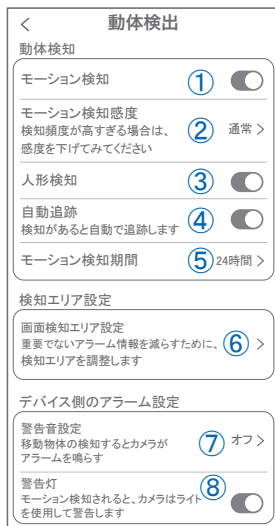 < 動体検出
動体検知
モーション検知 ①
モーション検知感度
検知頻度が高すぎる場合は、
感度を下げてみてください
② 通常 >
人形検知 ③
自動追跡
検知があると自動で追跡します
④
モーション検知期間 ⑤ 24時間 >
検知エリア設定
画面検知エリア設定
重要でないアラーム情報を減らすために、
検知エリアを調整します
⑥ >
デバイス側のアラーム設定
警告音設定
移動物体の検知するとカメラが
アラームを鳴らす
⑦ オフ >
警告灯
モーション検知されると、カメラはライト
を使用して警告します
⑧